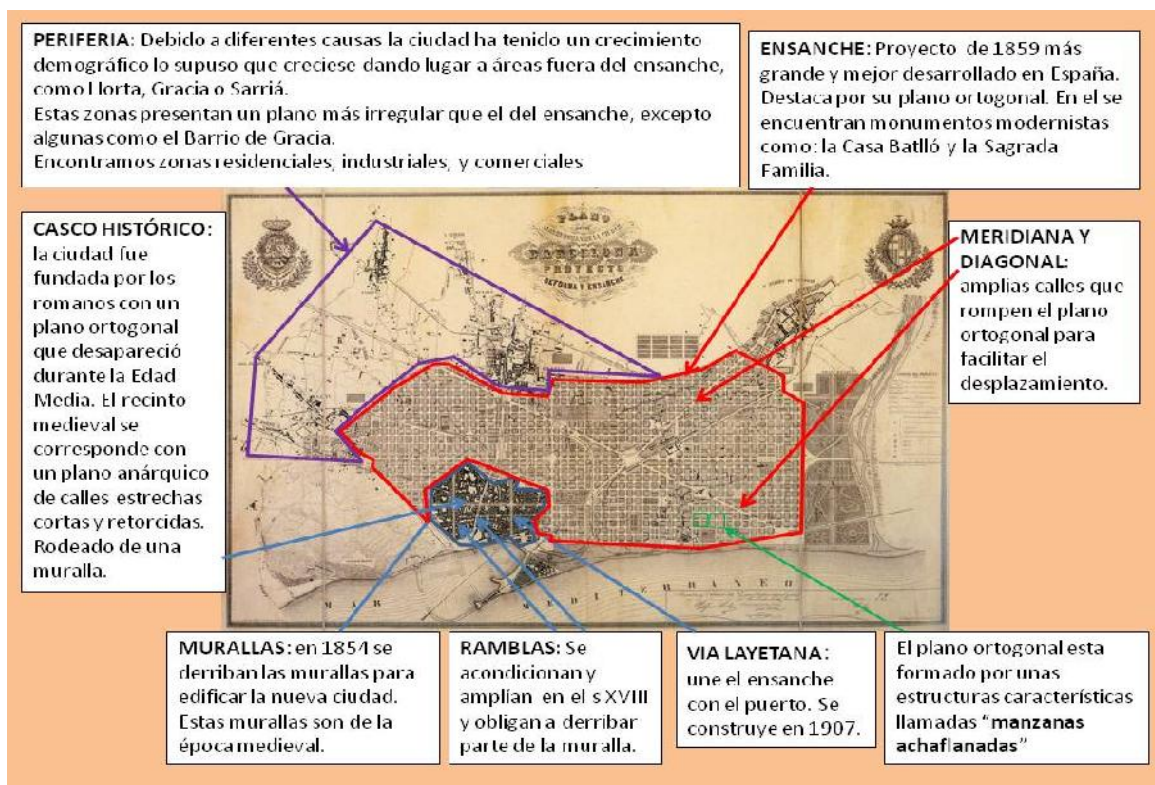 PERIFERIA: Debido a diferentes causas la ciudad ha tenido un crecimiento
demográfico lo supuso que creciese dando lugar a áreas fuera del ensanche,
como Horta, Gracia o Sarriá.
Estas zonas presentan un plano más irregular que el del ensanche, excepto
algunas como el Barrio de Gracia.
Encontramos zonas residenciales, industriales, y comerciales
ENSANCHE: Proyecto de 1859 más
grande y mejor desarrollado en España.
Destaca por su plano ortogonal. En el se
encuentran monumentos modernistas
como: la Casa Batlló y la Sagrada
Familia.
CASCO HISTÓRICO:
la ciudad fue
fundada por los
romanos con un
plano ortogonal
que desapareció
durante la Edad
Media. El recinto
medieval se
corresponde con
un plano anárquico
de calles estrechas
cortas y retorcidas.
Rodeado de una
muralla.
PLANO
BARCELONA
PROYECTO
REFORMA Y ENSANCHE
MERIDIANA Y
DIAGONAL:
amplias calles que
rompen el plano
ortogonal para
facilitar el
desplazamiento.
MAR MEDITERRANEO
MURALLAS: en 1854 se
derriban las murallas para
edificar la nueva ciudad.
Estas murallas son de la
época medieval.
RAMBLAS: Se
acondicionan y
amplían en el s XVIII
y obligan a derribar
parte de la muralla.
VIA LAYETANA:
une el ensanche
con el puerto. Se
construye en 1907.
El plano ortogonal esta
formado por unas
estructuras características
llamadas “manzanas
achaflanadas”